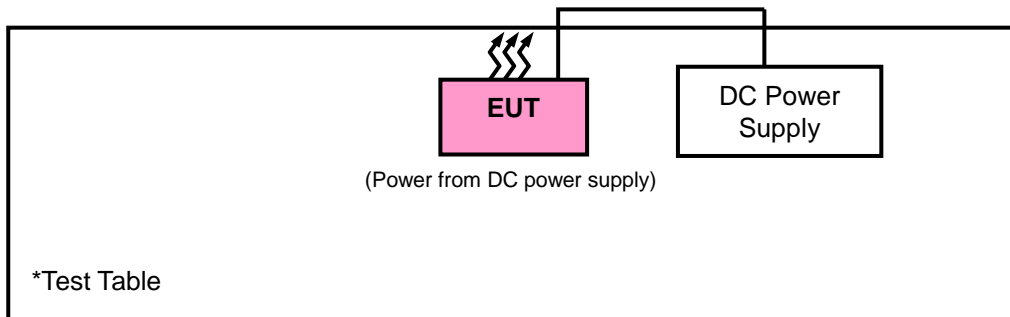 EUT
DC Power
Supply
(Power from DC power supply)
*Test Table